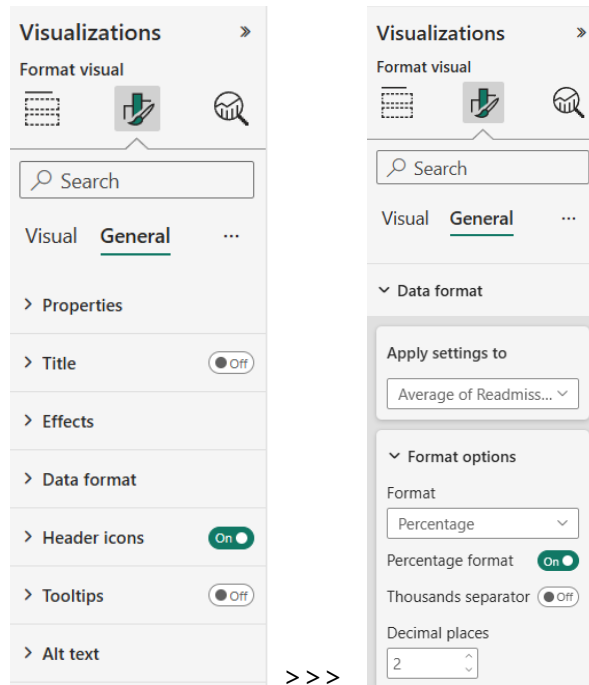 Visualizations »
Format visual
Search
Visual General ...
> Properties
> Title Off
> Effects
> Data format
> Header icons On
> Tooltips Off
> Alt text
>>>
Visualizations »
Format visual
Search
Visual General ...
Data format
Apply settings to
Average of Readmiss...
Format options
Format
Percentage
Percentage format On
Thousands separator Off
Decimal places
2